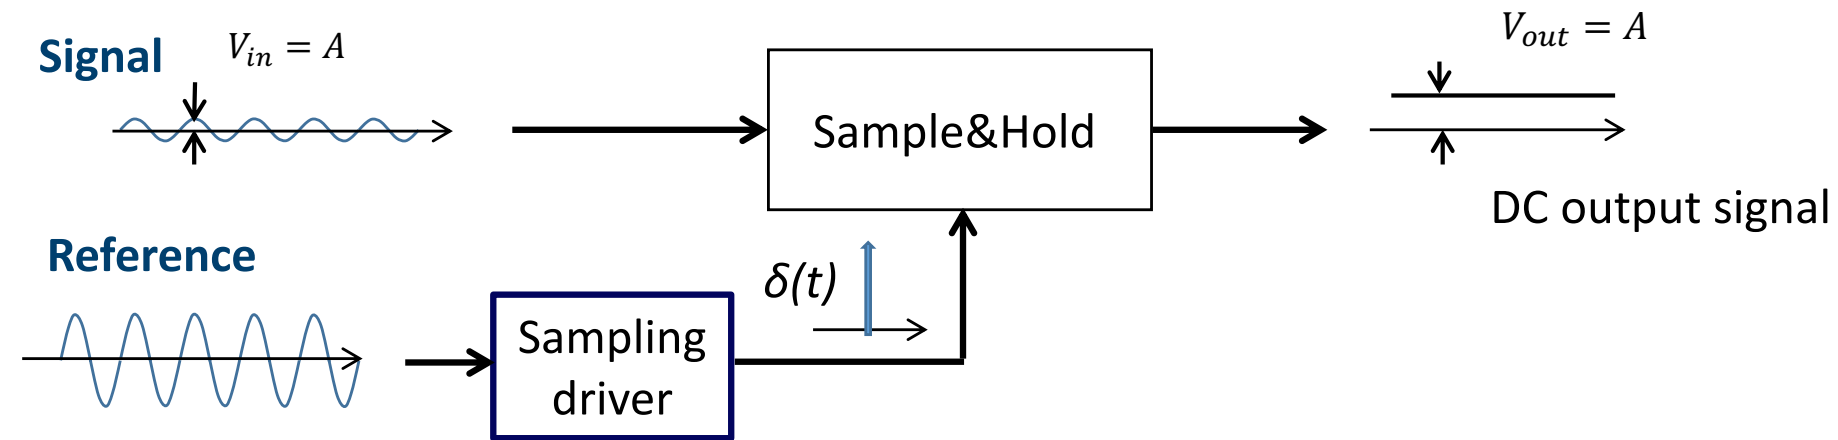 Signal
V_in = A
V_out = A
Sample&Hold
DC output signal
Reference
δ(t)
Sampling
driver